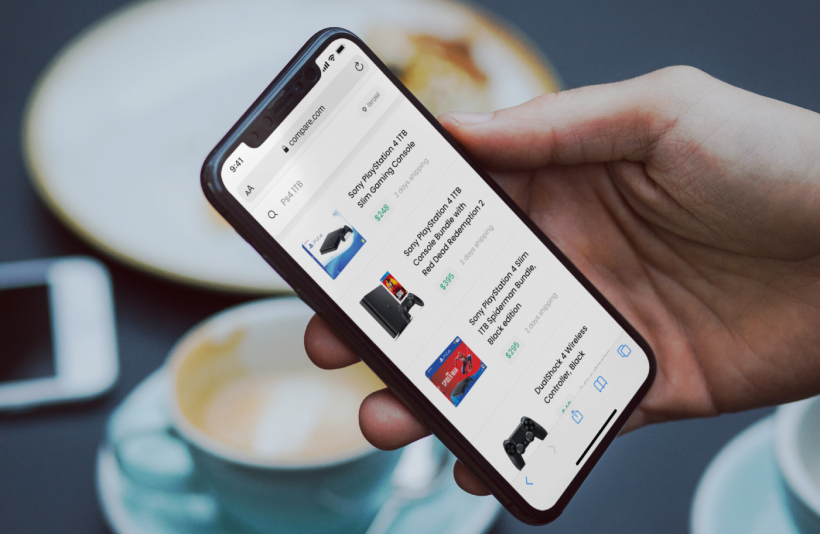 9:41
AA
compare.com
Ps4 1TB
Israel
Sony PlayStation 4 1TB
Slim Gaming Console
$248
2 days shipping
Sony PlayStation 4 1TB
Console Bundle with
Red Dead Redemption 2
$395
2 days shipping
Sony PlayStation 4 Slim
1TB Spiderman Bundle,
Black edition
$295
2 days shipping
DualShock 4 Wireless
Controller, Black